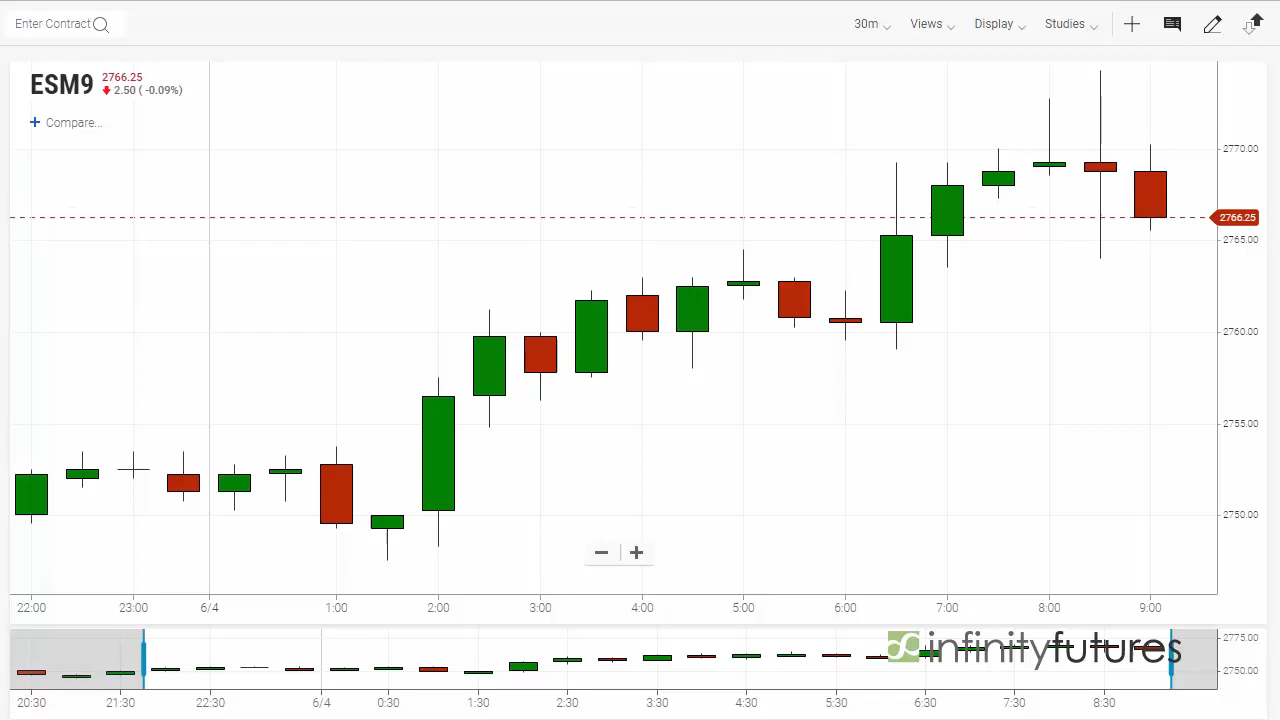 Enter Contract
30m Views Display Studies
ESM9 2766.25
2.50 ( -0.09%)
+ Compare...
2770.00
2766.25
2765.00
2760.00
2755.00
2750.00
22:00 23:00 6/4 1:00 2:00 3:00 4:00 5:00 6:00 7:00 8:00 9:00
infinityfutures
2775.00
2750.00
20:30 21:30 22:30 6/4 0:30 1:30 2:30 3:30 4:30 5:30 6:30 7:30 8:30